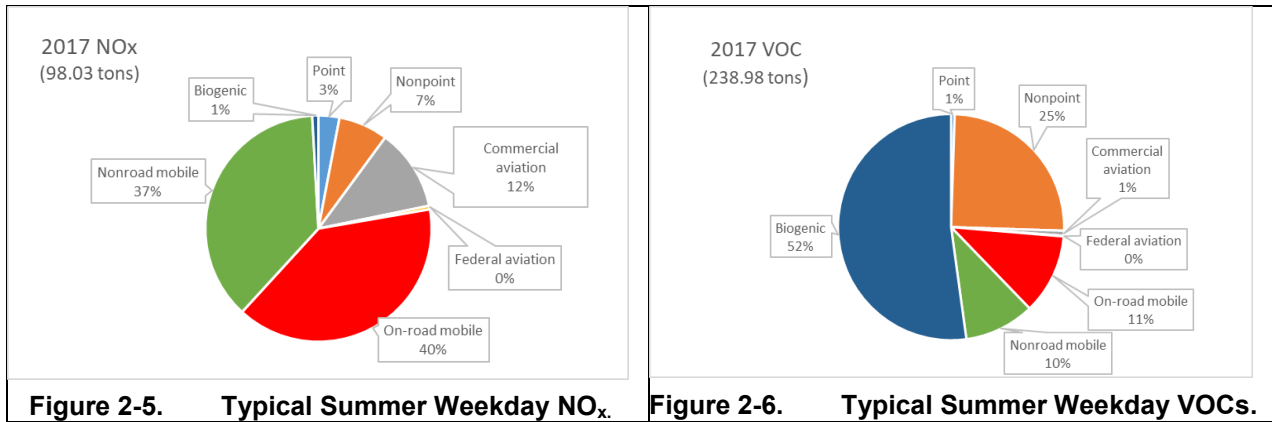 2017 NOx
(98.03 tons)
Point
3%
Nonpoint
7%
Biogenic
1%
Commercial
aviation
12%
Nonroad mobile
37%
Federal aviation
0%
On-road mobile
40%
Figure 2-5. Typical Summer Weekday NOx.
2017 VOC
(238.98 tons)
Point
1%
Nonpoint
25%
Commercial
aviation
1%
Biogenic
52%
Federal aviation
0%
On-road mobile
11%
Nonroad mobile
10%
Figure 2-6. Typical Summer Weekday VOCs.